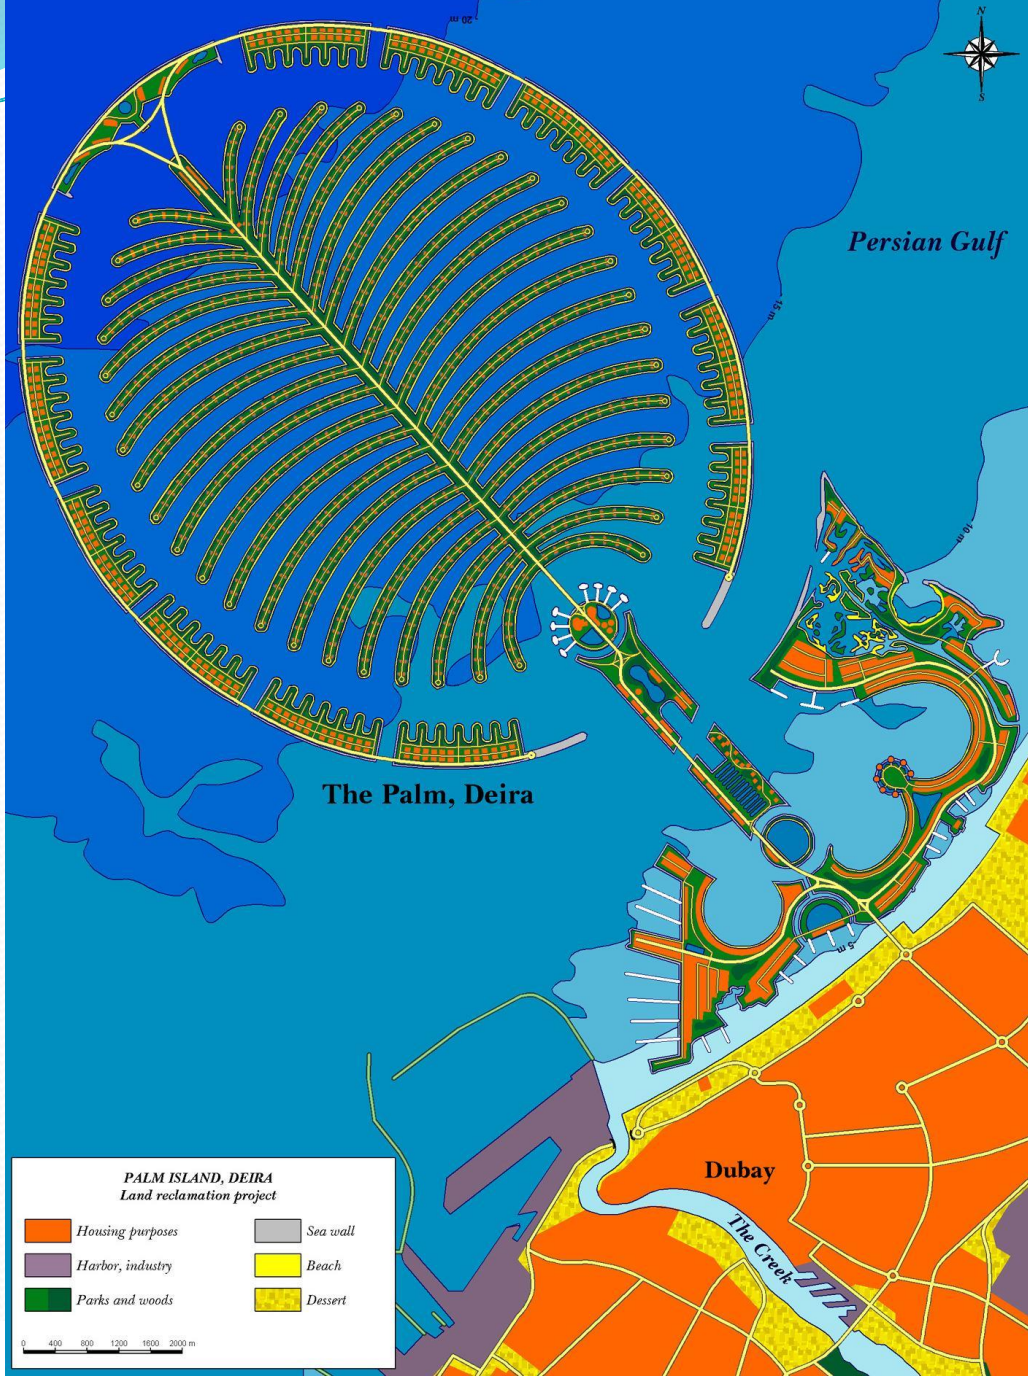 20 m
N
S
Persian Gulf
15 m
10 m
The Palm, Deira
5 m
Dubay
The Creek
PALM ISLAND, DEIRA
Land reclamation project
Housing purposes
Sea wall
Harbor, industry
Beach
Parks and woods
Dessert
0 400 800 1200 1600 2000 m